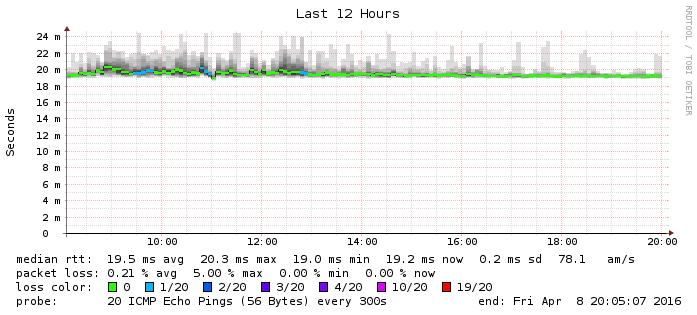 Last 12 Hours
RRDTOOL / TOBI OETIKER
Seconds
24 m
22 m
20 m
18 m
16 m
14 m
12 m
10 m
8 m
6 m
4 m
2 m
0
10:00 12:00 14:00 16:00 18:00 20:00
median rtt: 19.5 ms avg 20.3 ms max 19.0 ms min 19.2 ms now 0.2 ms sd 78.1 am/s
packet loss: 0.21 % avg 5.00 % max 0.00 % min 0.00 % now
loss color: 0 1/20 2/20 3/20 4/20 10/20 19/20
probe: 20 ICMP Echo Pings (56 Bytes) every 300s end: Fri Apr 8 20:05:07 2016